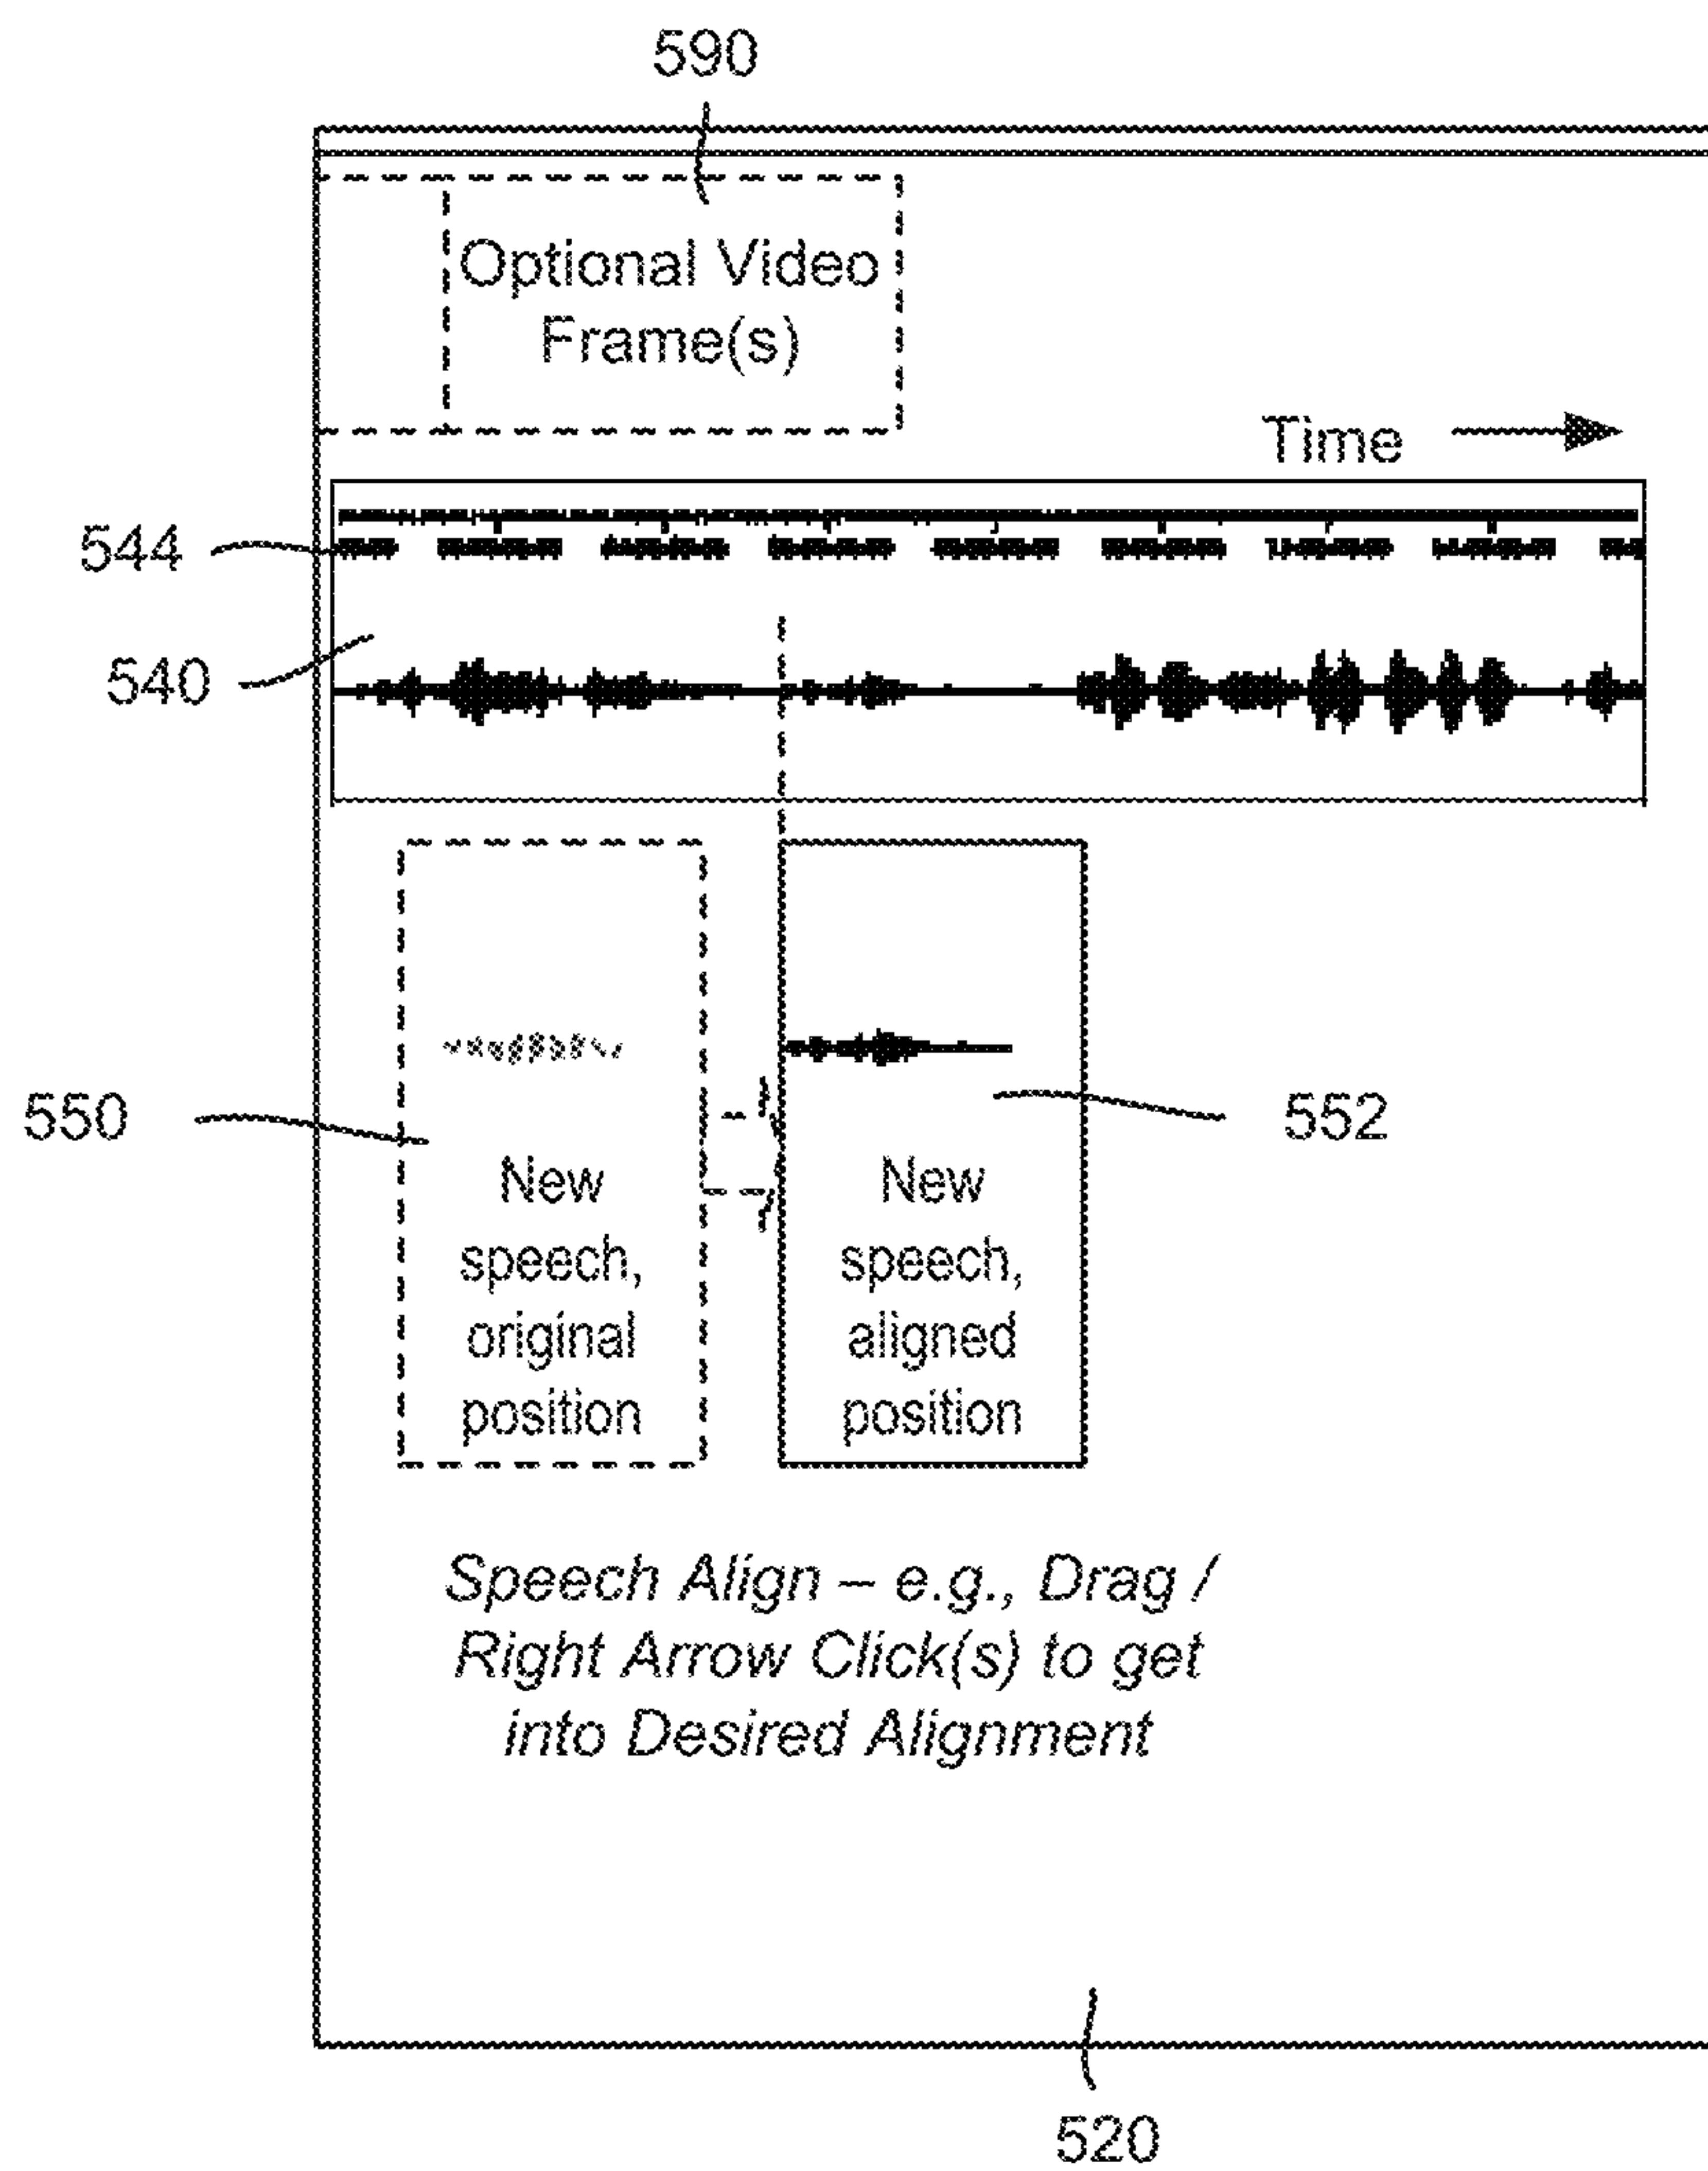 590
Optional Video
Frame(s)
Time
544
540
550
552
New
speech,
original
position
New
speech,
aligned
position
Speech Align – e.g., Drag /
Right Arrow Click(s) to get
into Desired Alignment
520